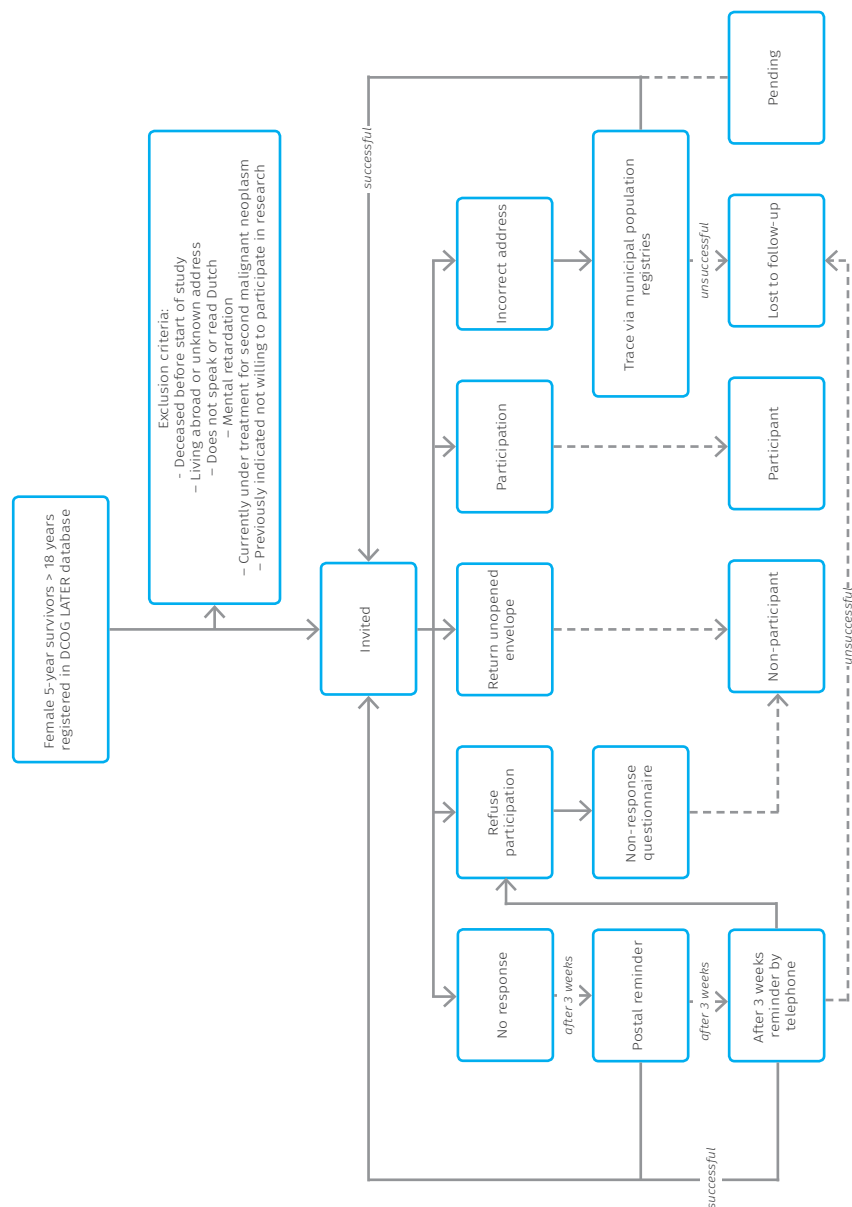 Female 5-year survivors > 18 years
registered in DCOG LATER database
Exclusion criteria:
- Deceased before start of study
– Living abroad or unknown address
– Does not speak or read Dutch
– Mental retardation
– Currently under treatment for second malignant neoplasm
– Previously indicated not willing to participate in research
Invited
successful
successful
No response
Refuse
participation
Return unopened
envelope
Participation
Incorrect address
after 3 weeks
Postal reminder
Non-response
questionnaire
Trace via municipal population
registries
after 3 weeks
unsuccessful
After 3 weeks
reminder by
telephone
Non-participant
Participant
Lost to follow-up
Pending
unsuccessful